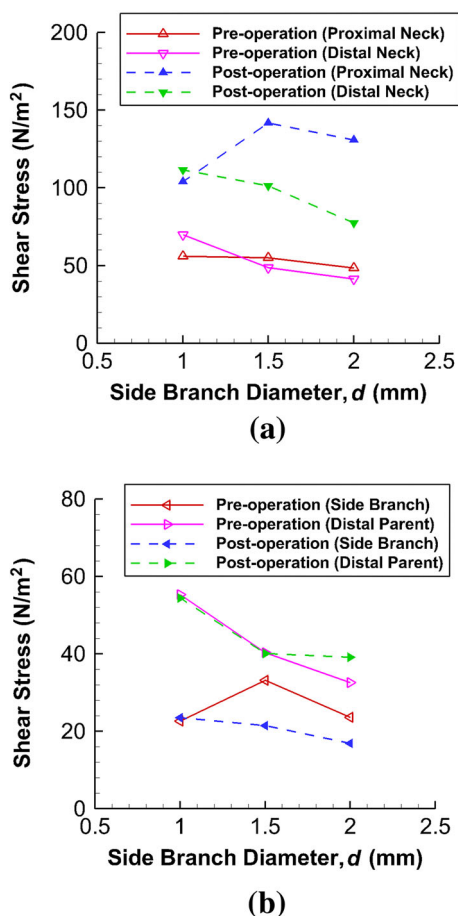 200
150
100
50
0
Shear Stress (N/m²)
Pre-operation (Proximal Neck)
Pre-operation (Distal Neck)
Post-operation (Proximal Neck)
Post-operation (Distal Neck)
0.5 1 1.5 2 2.5
Side Branch Diameter, d (mm)
(a)
80
60
40
20
0
Shear Stress (N/m²)
Pre-operation (Side Branch)
Pre-operation (Distal Parent)
Post-operation (Side Branch)
Post-operation (Distal Parent)
0.5 1 1.5 2 2.5
Side Branch Diameter, d (mm)
(b)